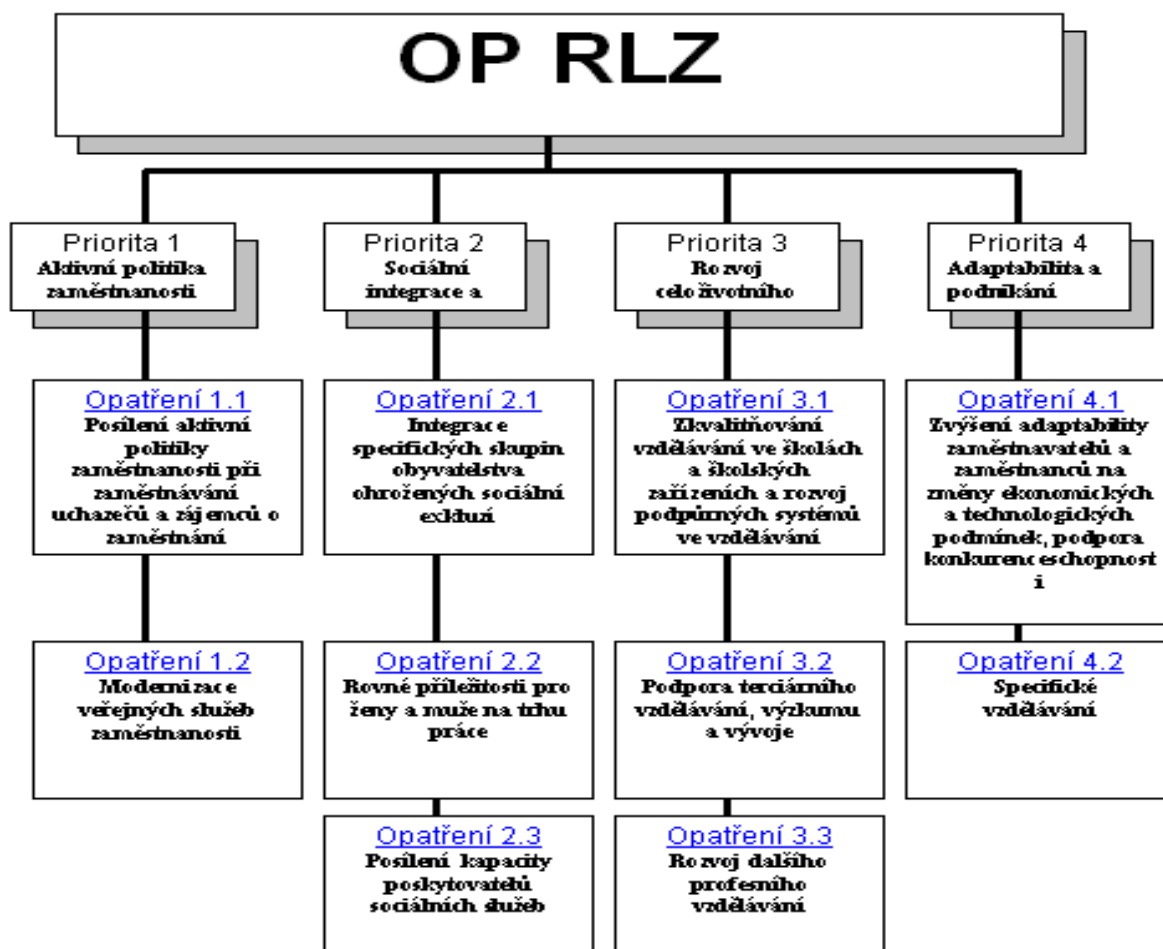 OP RLZ
Priorita 1
Aktivní politika
zaměstnanosti
Priorita 2
Sociální
integrace a
Priorita 3
Rozvoj
celoživotního
Priorita 4
Adaptabilita a
podnikání
Opatření 1.1
Posílení aktivní
politiky
zaměstnanosti při
zaměstnávání
uchazečů a zájemců o
zaměstnání
Opatření 2.1
Integrace
specifických skupin
obyvatelstva
ohrožených sociální
exkluzí
Opatření 3.1
Zkvalitňování
vzdělávání ve školách
a školských
zařízeních a rozvoj
podpůrných systémů
ve vzdělávání
Opatření 4.1
Zvýšení adaptability
zaměstnavatelů a
zaměstnanců na
změny ekonomických
a technologických
podmínek, podpora
konkurenceschopnost
i
Opatření 1.2
Modernizace
veřejných služeb
zaměstnanosti
Opatření 2.2
Rovné příležitosti pro
ženy a muže na trhu
práce
Opatření 3.2
Podpora terciárního
vzdělávání, výzkumu
a vývoje
Opatření 4.2
Specifické
vzdělávání
Opatření 2.3
Posílení kapacity
poskytovatelů
sociálních služeb
Opatření 3.3
Rozvoj dalšího
profesního
vzdělávání